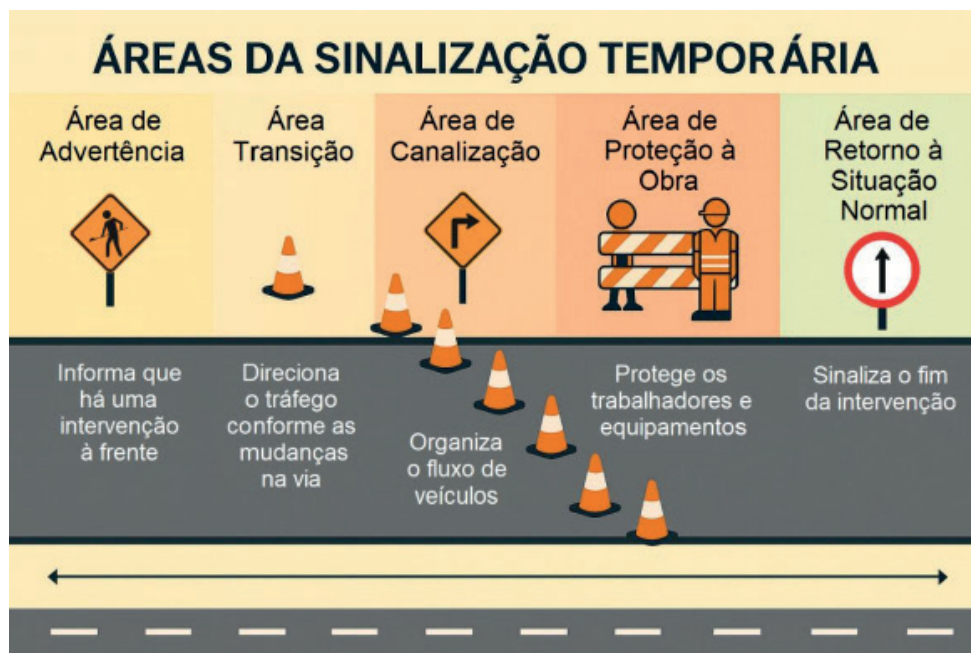 ÁREAS DA SINALIZAÇÃO TEMPORÁRIA
Área de
Advertência
Área
Transição
Área de
Canalização
Área de
Proteção à
Obra
Área de
Retorno à
Situação
Normal
Informa que
há uma
intervenção
à frente
Direciona
o tráfego
conforme as
mudanças
na via
Organiza
o fluxo de
veículos
Protege os
trabalhadores e
equipamentos
Sinaliza o fim
da intervenção